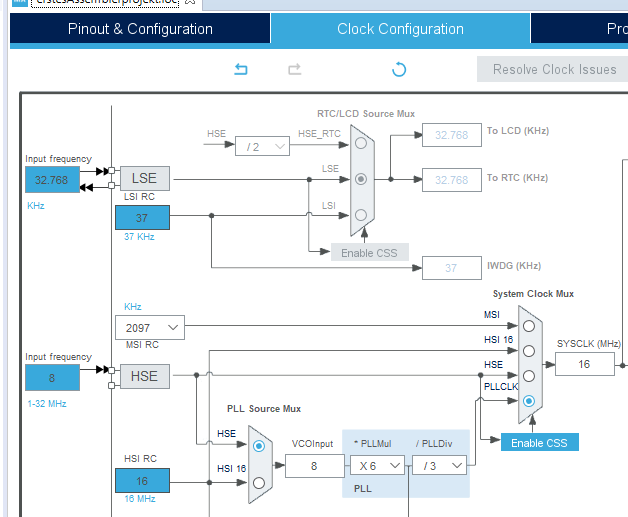 erstesAssemblerprojekt.ioc
Pinout & Configuration
Clock Configuration
Pro
Resolve Clock Issues
RTC/LCD Source Mux
HSE
/ 2
HSE_RTC
32.768
To LCD (KHz)
Input frequency
32.768
KHz
LSE
LSE
32.768
To RTC (KHz)
LSI RC
37
37 KHz
LSI
Enable CSS
37
IWDG (KHz)
System Clock Mux
KHz
2097
MSI RC
MSI
HSI 16
SYSCLK (MHz)
16
Input frequency
8
1-32 MHz
HSE
HSE
PLLCLK
PLL Source Mux
HSE
VCOInput
* PLLMul
/ PLLDiv
Enable CSS
HSI RC
16
16 MHz
HSI 16
8
X 6
/ 3
PLL